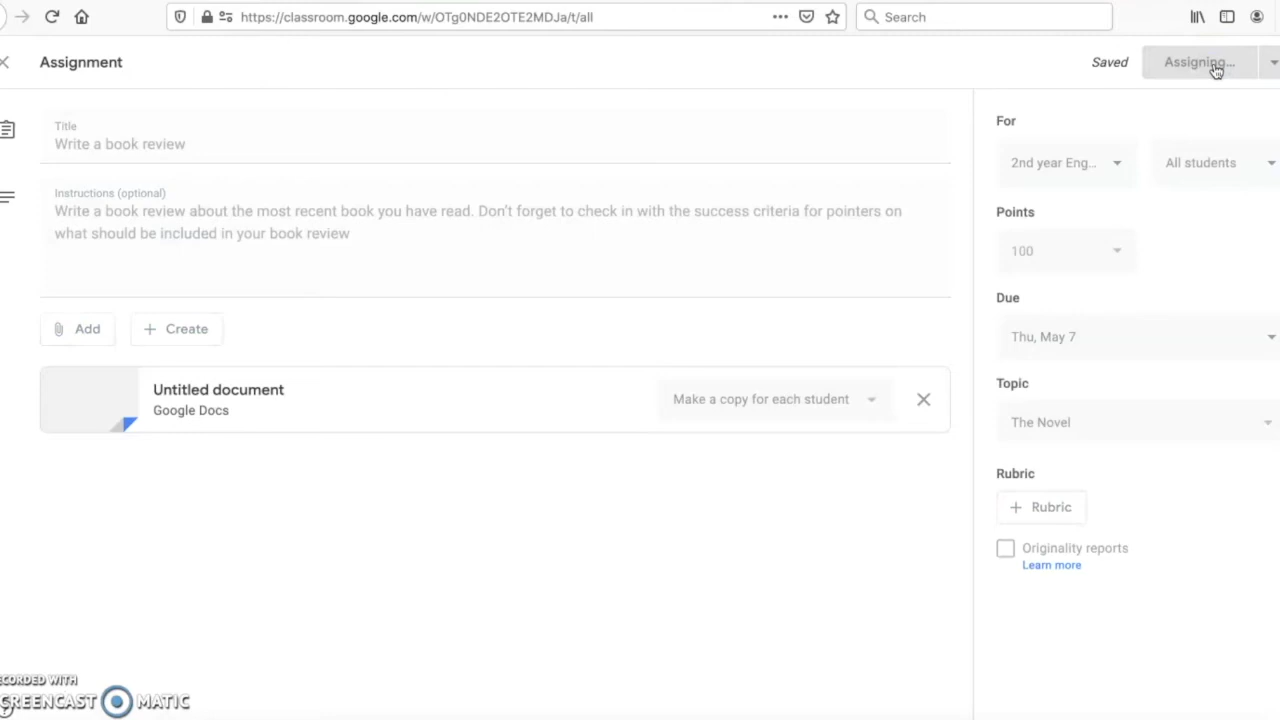 https://classroom.google.com/w/OTg0NDE2OTE2MDJa/t/all
Search
Assignment
Saved
Assigning...
Title
Write a book review
Instructions (optional)
Write a book review about the most recent book you have read. Don't forget to check in with the success criteria for pointers on
what should be included in your book review
Add
Create
Untitled document
Google Docs
Make a copy for each student
For
2nd year Eng...
All students
Points
100
Due
Thu, May 7
Topic
The Novel
Rubric
Rubric
Originality reports
Learn more
ECORDED WITH
CREENCAST MATIC